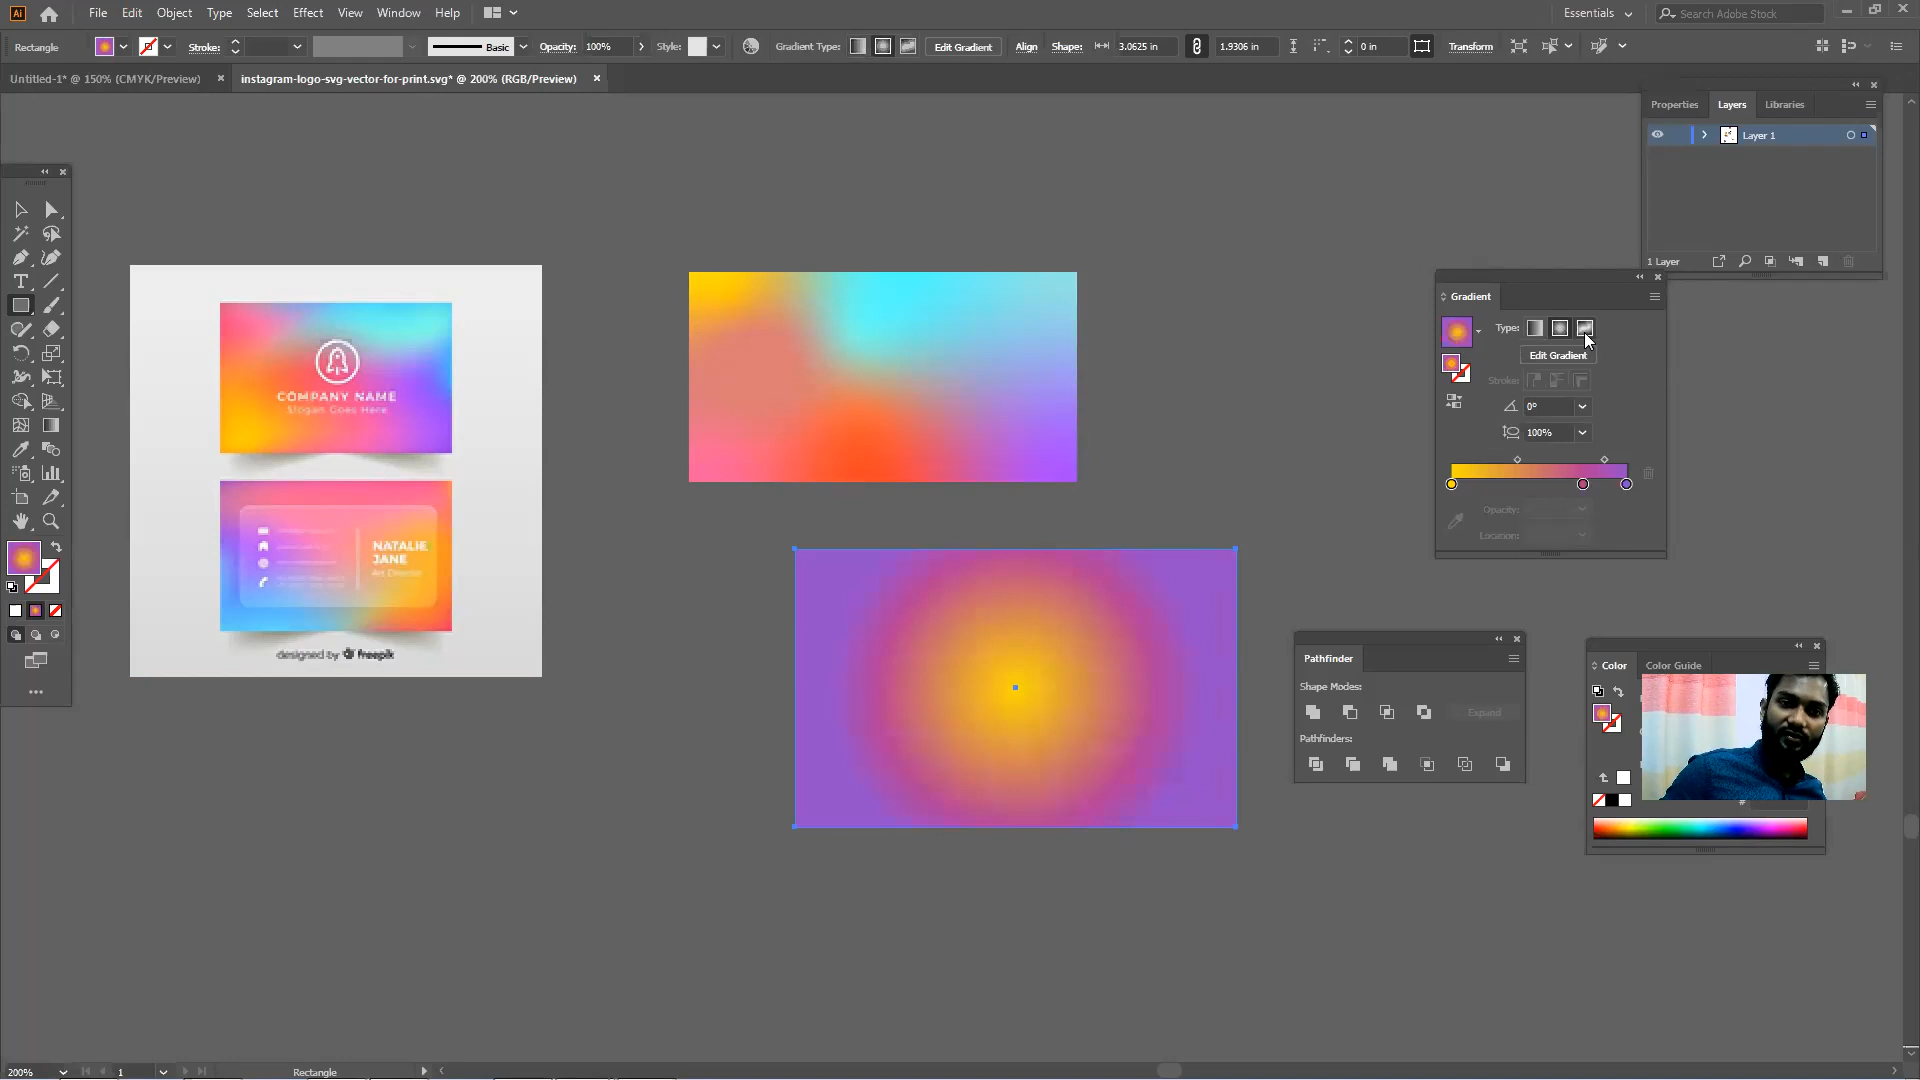 Ai File Edit Object Type Select Effect View Window Help Essentials Search Adobe Stock
Rectangle Stroke: Basic Opacity: 100% Style: Gradient Type: Edit Gradient Align Shape: 3.0625 in 1.9306 in 0 in Transform
Untitled-1* @ 150% (CMYK/Preview) × instagram-logo-svg-vector-for-print.svg* @ 200% (RGB/Preview) ×
Properties Layers Libraries
Layer 1
1 Layer
Gradient
Type:
Edit Gradient
Stroke:
0°
100%
Opacity:
Location:
COMPANY NAME
Slogan Goes Here
NATALIE
JANE
Art Director
designed by freepik
Pathfinder
Shape Modes:
Expand
Pathfinders:
Color Color Guide
#
200% 1 Rectangle